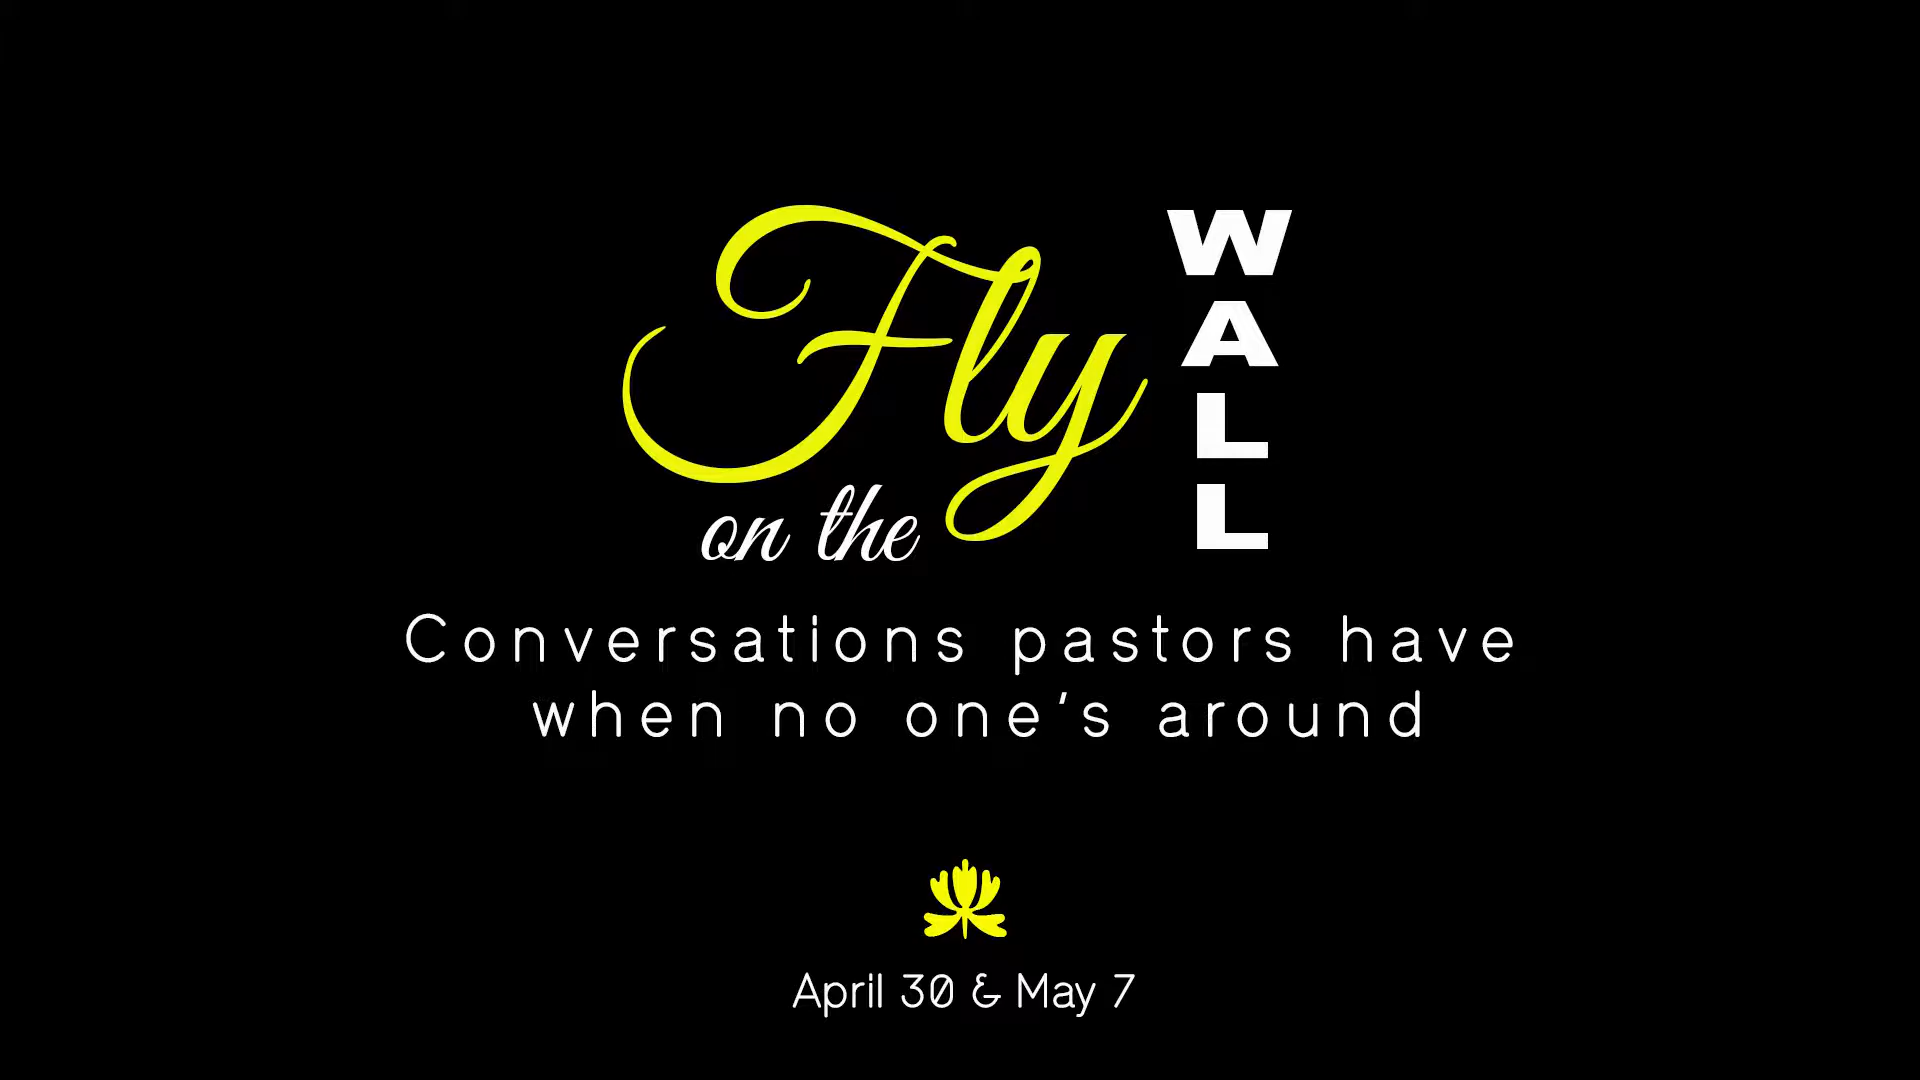 Fly
on the
WALL
Conversations pastors have
when no one's around
April 30 & May 7